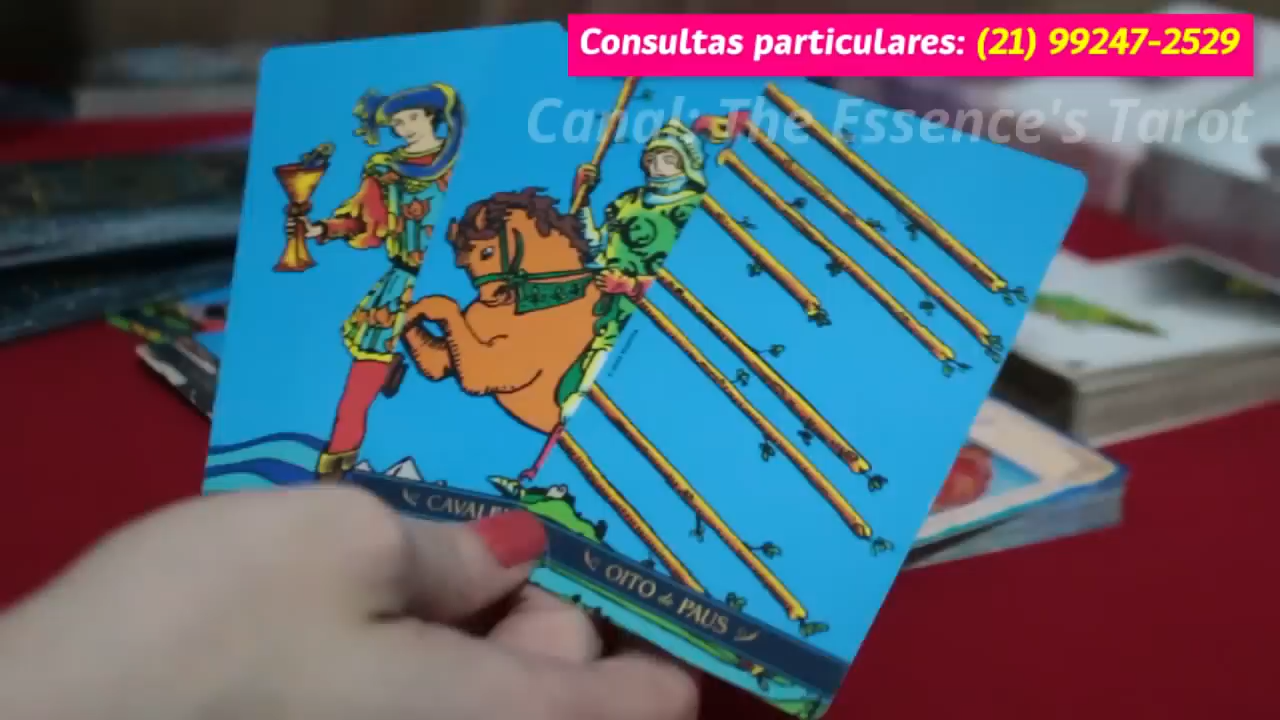 Consultas particulares: (21) 99247-2529
Canal: The Essence's Tarot
OITO de PAUS